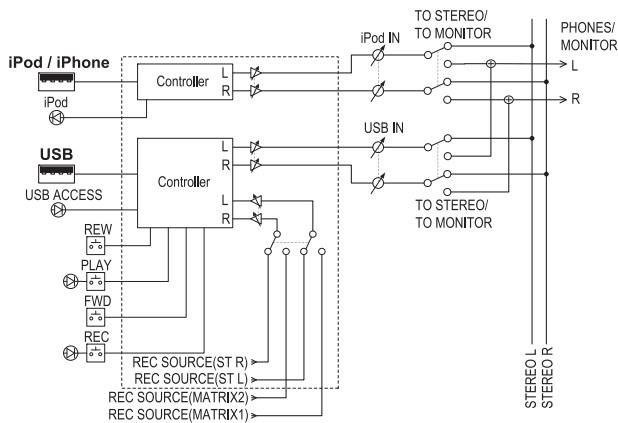 TO STEREO/
TO MONITOR
iPod IN
PHONES/
MONITOR
iPod / iPhone
Controller
L
R
L
R
iPod
USB IN
USB
Controller
L
R
L
R
USB ACCESS
TO STEREO/
TO MONITOR
REW
PLAY
FWD
REC
REC SOURCE(ST R)
REC SOURCE(ST L)
REC SOURCE(MATRIX2)
REC SOURCE(MATRIX1)
STEREO L
STEREO R